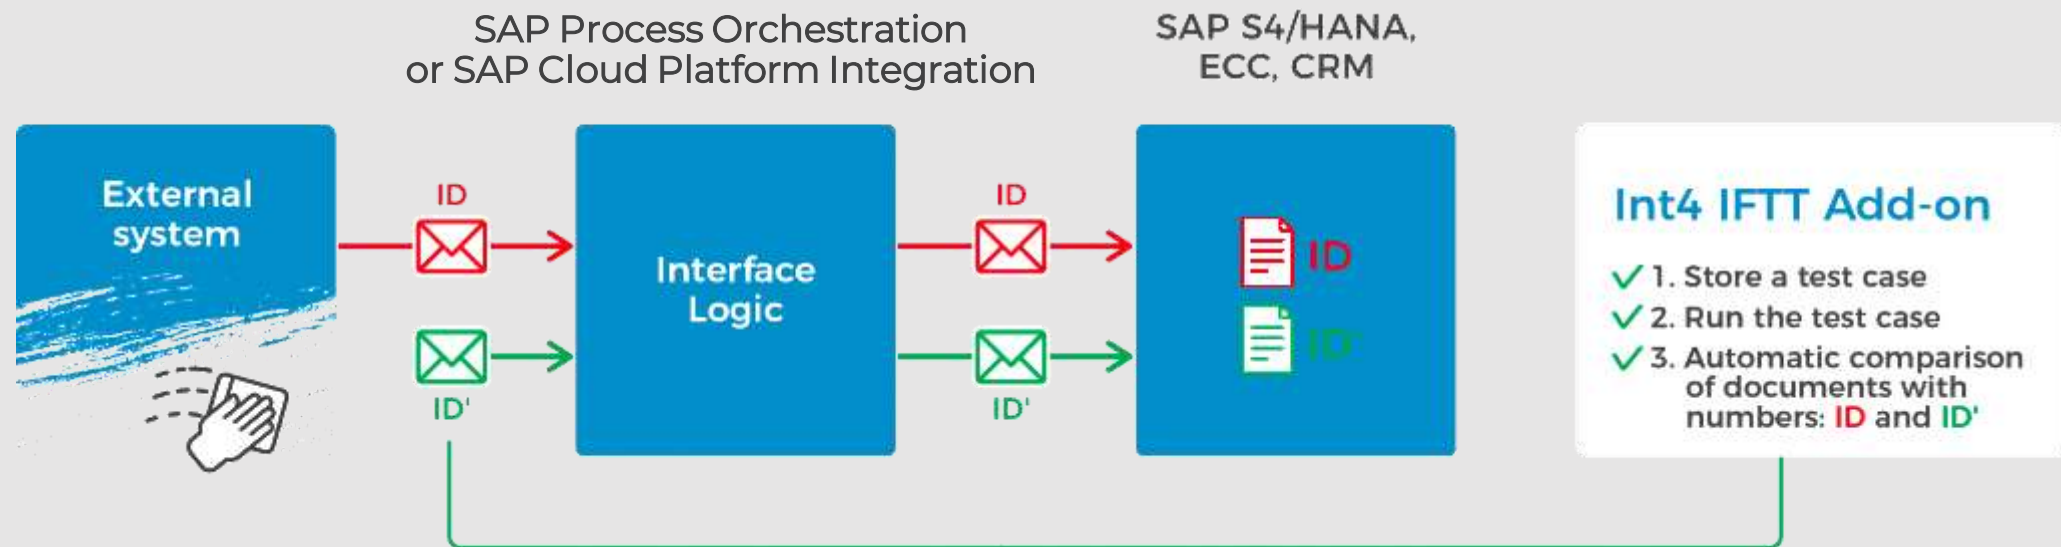 SAP Process Orchestration
or SAP Cloud Platform Integration
SAP S4/HANA,
ECC, CRM
External
system
ID
ID'
Interface
Logic
ID
ID'
ID
ID'
Int4 IFTT Add-on
1. Store a test case
2. Run the test case
3. Automatic comparison
of documents with
numbers: ID and ID'